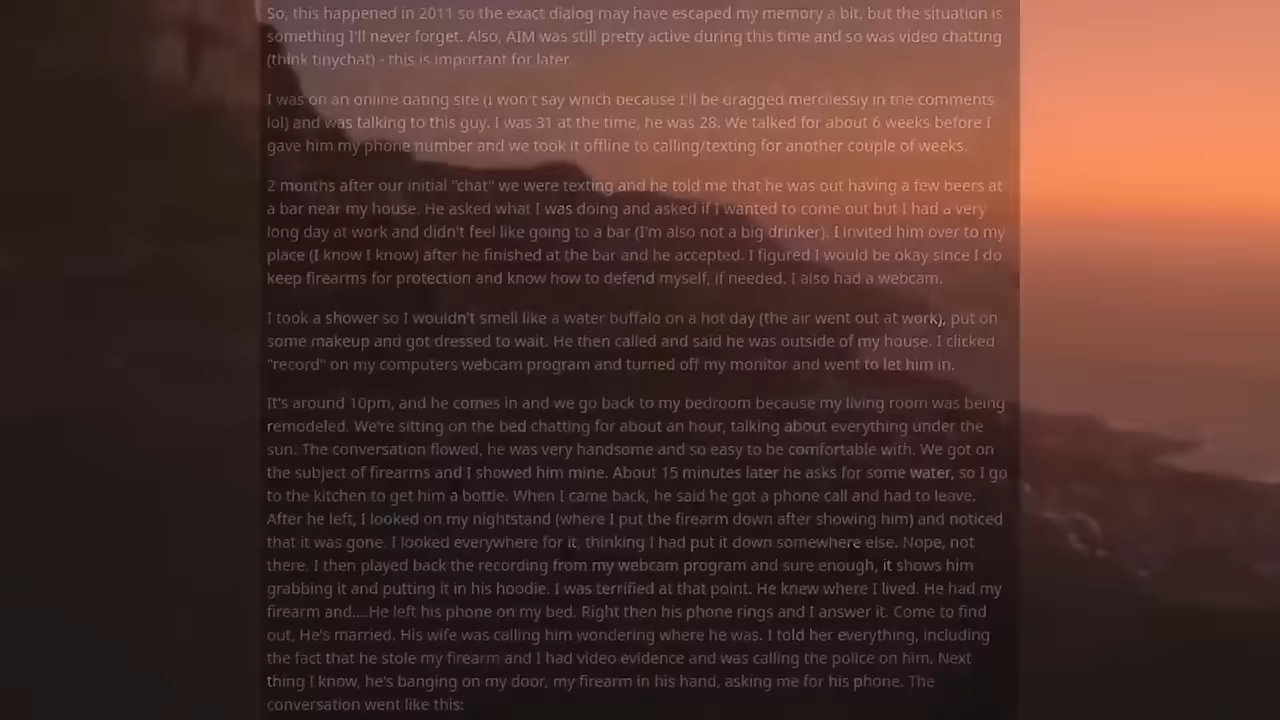 So, this happened in 2011 so the exact dialog may have escaped my memory a bit, but the situation is
something I'll never forget. Also, AIM was still pretty active during this time and so was video chatting
(think tinychat) - this is important for later.
I was on an online dating site (I won't say which because I'll be dragged mercilessly in the comments
lol) and was talking to this guy. I was 31 at the time, he was 28. We talked for about 6 weeks before I
gave him my phone number and we took it offline to calling/texting for another couple of weeks.
2 months after our initial "chat" we were texting and he told me that he was out having a few beers at
a bar near my house. He asked what I was doing and asked if I wanted to come out but I had a very
long day at work and didn't feel like going to a bar (I'm also not a big drinker). I invited him over to my
place (I know I know) after he finished at the bar and he accepted. I figured I would be okay since I do
keep firearms for protection and know how to defend myself, if needed. I also had a webcam.
I took a shower so I wouldn't smell like a water buffalo on a hot day (the air went out at work), put on
some makeup and got dressed to wait. He then called and said he was outside of my house. I clicked
"record" on my computers webcam program and turned off my monitor and went to let him in.
It's around 10pm, and he comes in and we go back to my bedroom because my living room was being
remodeled. We're sitting on the bed chatting for about an hour, talking about everything under the
sun. The conversation flowed, he was very handsome and so easy to be comfortable with. We got on
the subject of firearms and I showed him mine. About 15 minutes later he asks for some water, so I go
to the kitchen to get him a bottle. When I came back, he said he got a phone call and had to leave.
After he left, I looked on my nightstand (where I put the firearm down after showing him) and noticed
that it was gone. I looked everywhere for it, thinking I had put it down somewhere else. Nope, not
there. I then played back the recording from my webcam program and sure enough, it shows him
grabbing it and putting it in his hoodie. I was terrified at that point. He knew where I lived. He had my
firearm and....He left his phone on my bed. Right then his phone rings and I answer it. Come to find
out, He's married. His wife was calling him wondering where he was. I told her everything, including
the fact that he stole my firearm and I had video evidence and was calling the police on him. Next
thing I know, he's banging on my door, my firearm in his hand, asking me for his phone. The
conversation went like this: